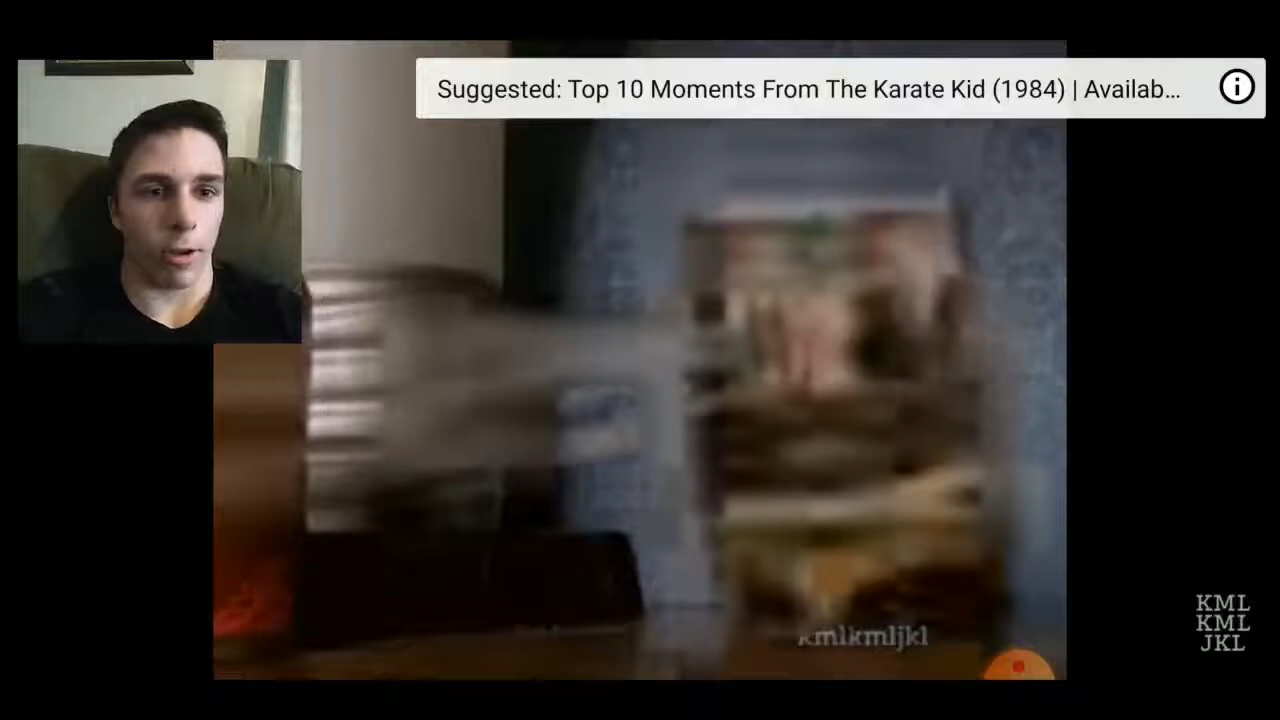 Suggested: Top 10 Moments From The Karate Kid (1984) | Availab...
kmlkmljkl
KML
KML
JKL